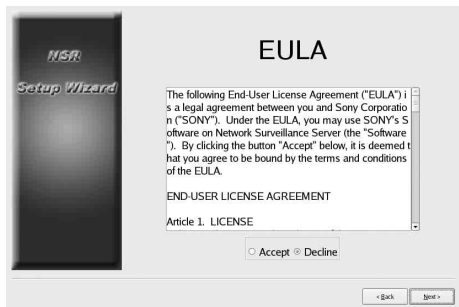 NSR
Setup Wizard
EULA
The following End-User License Agreement ("EULA") i
s a legal agreement between you and Sony Corporatio
n ("SONY"). Under the EULA, you may use SONY's S
oftware on Network Surveillance Server (the "Software
"). By clicking the button "Accept" below, it is deemed t
hat you agree to be bound by the terms and conditions
of the EULA.
END-USER LICENSE AGREEMENT
Article 1. LICENSE
Accept Decline
< Back Next >